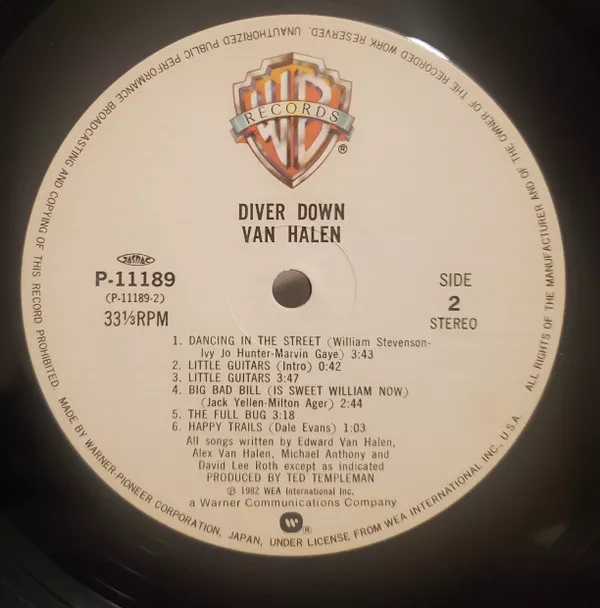 WB
RECORDS
®
DIVER DOWN
VAN HALEN
JASRAC
P-11189
(P-11189-2)
33⅓RPM
SIDE
2
STEREO
1. DANCING IN THE STREET (William Stevenson-
Ivy Jo Hunter-Marvin Gaye) 3:43
2. LITTLE GUITARS (Intro) 0:42
3. LITTLE GUITARS 3:47
4. BIG BAD BILL (IS SWEET WILLIAM NOW)
(Jack Yellen-Milton Ager) 2:44
5. THE FULL BUG 3:18
6. HAPPY TRAILS (Dale Evans) 1:03
All songs written by Edward Van Halen,
Alex Van Halen, Michael Anthony and
David Lee Roth except as indicated
PRODUCED BY TED TEMPLEMAN
℗ 1982 WEA International Inc.
a Warner Communications Company
®
ALL RIGHTS OF THE MANUFACTURER AND OF THE OWNER OF THE RECORDED WORK RESERVED. UNAUTHORIZED PUBLIC PERFORMANCE, BROADCASTING AND COPYING OF THIS RECORD PROHIBITED.
MADE BY WARNER-PIONEER CORPORATION, JAPAN, UNDER LICENSE FROM WEA INTERNATIONAL INC., U.S.A.